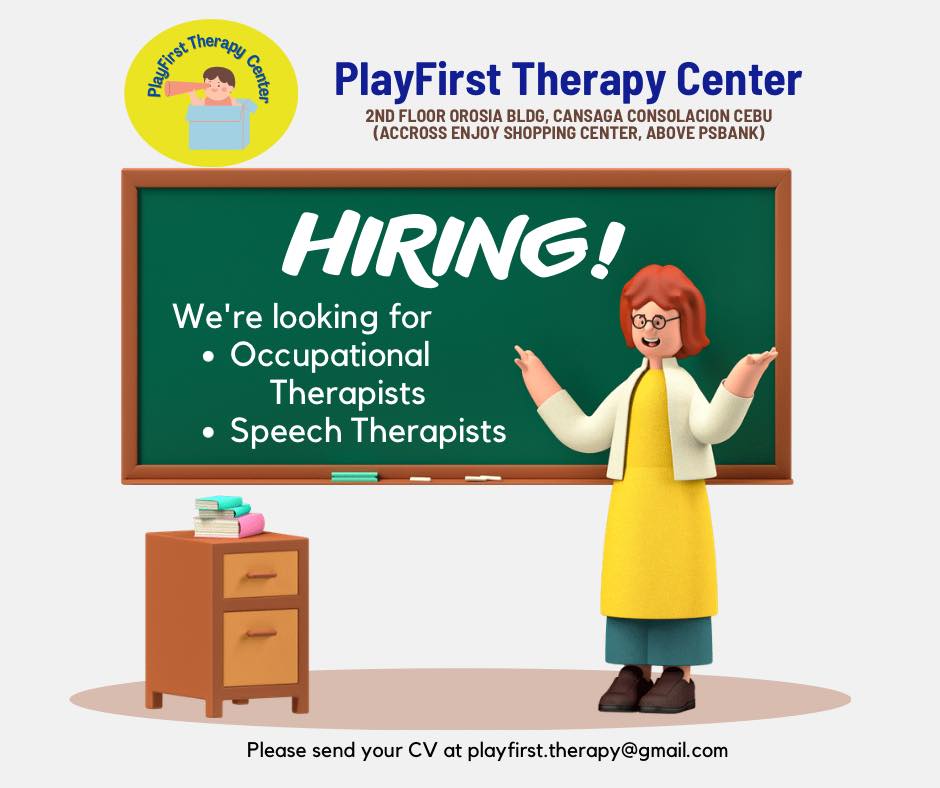 PlayFirst Therapy Center
PlayFirst Therapy Center
2ND FLOOR OROSIA BLDG, CANSAGA CONSOLACION CEBU
(ACCROSS ENJOY SHOPPING CENTER, ABOVE PSBANK)
HIRING!
We're looking for
• Occupational
Therapists
• Speech Therapists
Please send your CV at playfirst.therapy@gmail.com